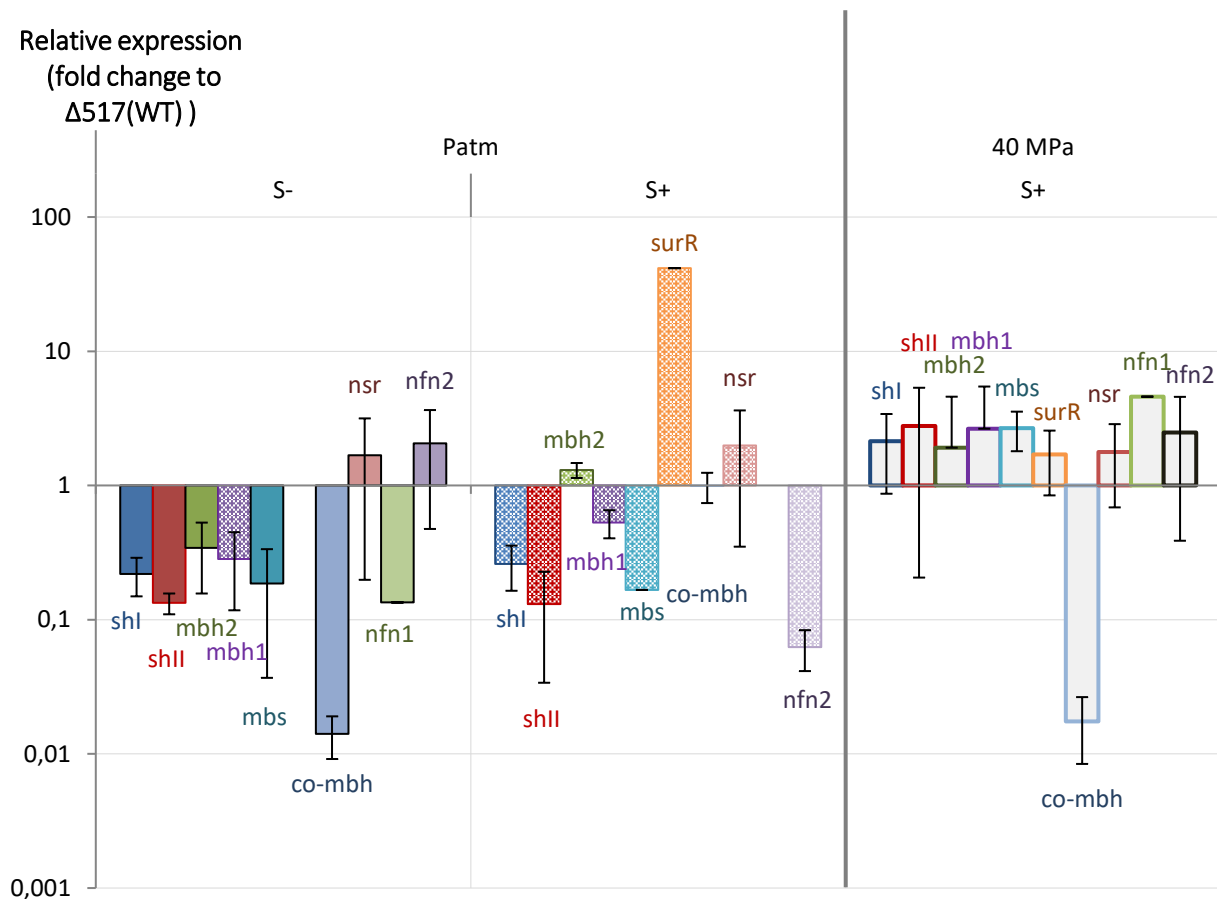 Relative expression
(fold change to
Δ517(WT) )
Patm
40 MPa
S-
S+
S+
100
10
1
0,1
0,01
0,001
shI
shII
mbh2
mbh1
mbs
co-mbh
nsr
nfn1
nfn2
shI
shII
mbh2
mbh1
mbs
surR
co-mbh
nsr
nfn2
shI
shII
mbh2
mbh1
mbs
surR
co-mbh
nsr
nfn1
nfn2